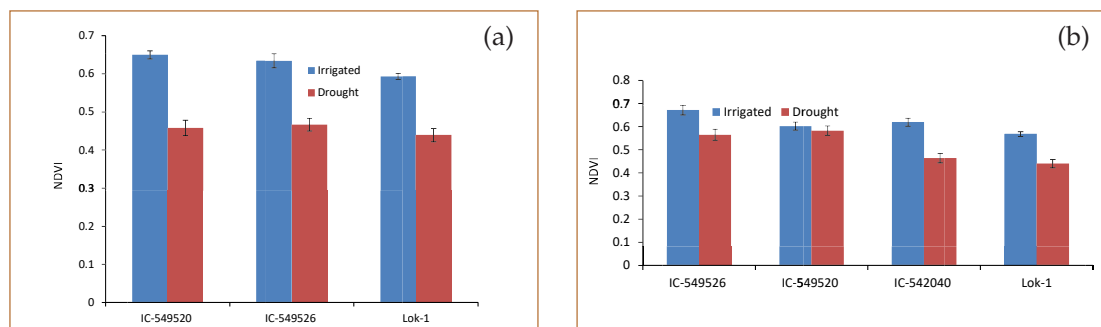 (a)
0.7
0.6
0.5
0.4
0.3
0.2
0.1
0
NDVI
Irrigated
Drought
IC-549520 IC-549526 Lok-1
(b)
0.8
0.7
0.6
0.5
0.4
0.3
0.2
0.1
0
NDVI
Irrigated Drought
IC-549526 IC-549520 IC-542040 Lok-1